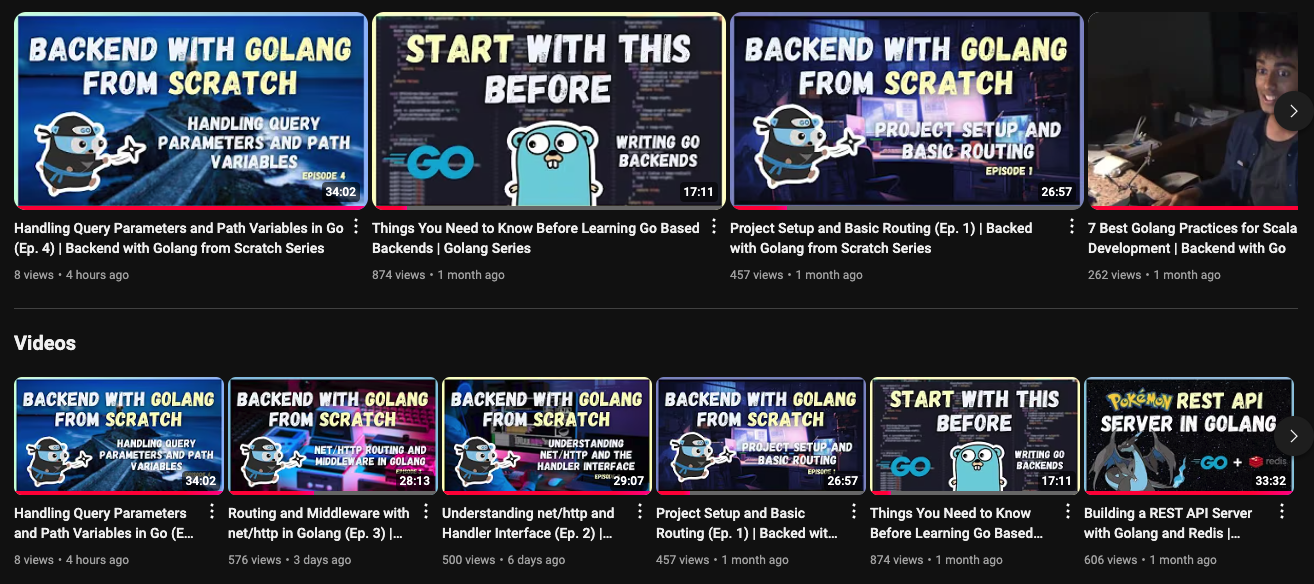 BACKEND WITH GOLANG
FROM SCRATCH
HANDLING QUERY
PARAMETERS AND PATH
VARIABLES
EPISODE 4
34:02
START WITH THIS
BEFORE
GO
WRITING GO
BACKENDS
17:11
BACKEND WITH GOLANG
FROM SCRATCH
PROJECT SETUP AND
BASIC ROUTING
EPISODE 1
26:57
Handling Query Parameters and Path Variables in Go
(Ep. 4) | Backend with Golang from Scratch Series
8 views • 4 hours ago
Things You Need to Know Before Learning Go Based
Backends | Golang Series
874 views • 1 month ago
Project Setup and Basic Routing (Ep. 1) | Backed
with Golang from Scratch Series
457 views • 1 month ago
7 Best Golang Practices for Scala
Development | Backend with Go
262 views • 1 month ago
Videos
BACKEND WITH GOLANG
FROM SCRATCH
HANDLING QUERY
PARAMETERS AND PATH
VARIABLES
34:02
BACKEND WITH GOLANG
FROM SCRATCH
NET/HTTP ROUTING AND
MIDDLEWARE IN GOLANG
28:13
BACKEND WITH GOLANG
FROM SCRATCH
UNDERSTANDING
NET/HTTP AND THE
HANDLER INTERFACE
29:07
BACKEND WITH GOLANG
FROM SCRATCH
PROJECT SETUP AND
BASIC ROUTING
26:57
START WITH THIS
BEFORE
GO
WRITING GO
BACKENDS
17:11
POKéMON REST API
SERVER IN GOLANG
GO + redis
33:32
Handling Query Parameters
and Path Variables in Go (E...
8 views • 4 hours ago
Routing and Middleware with
net/http in Golang (Ep. 3) |...
576 views • 3 days ago
Understanding net/http and
Handler Interface (Ep. 2) |...
500 views • 6 days ago
Project Setup and Basic
Routing (Ep. 1) | Backed wit...
457 views • 1 month ago
Things You Need to Know
Before Learning Go Based...
874 views • 1 month ago
Building a REST API Server
with Golang and Redis |...
606 views • 1 month ago